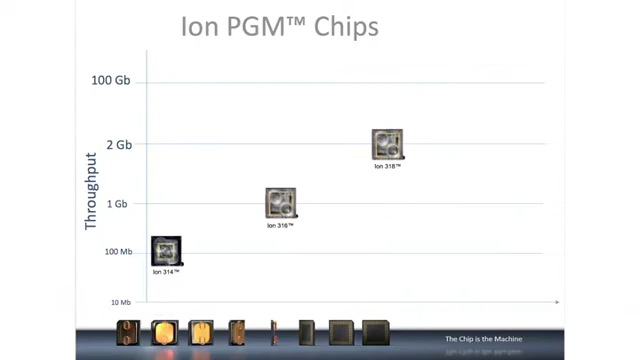 Ion PGM™ Chips
100 Gb
2 Gb
Ion 318™
Throughput
1 Gb
Ion 316™
100 Mb
Ion 314™
10 Mb
The Chip is the Machine